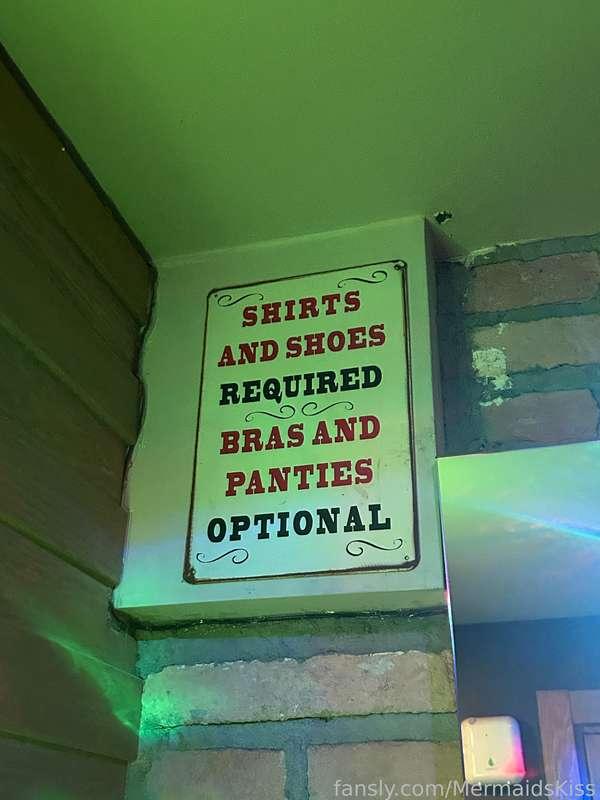 SHIRTS
AND SHOES
REQUIRED
BRAS AND
PANTIES
OPTIONAL
fansly.com/MermaidsKiss